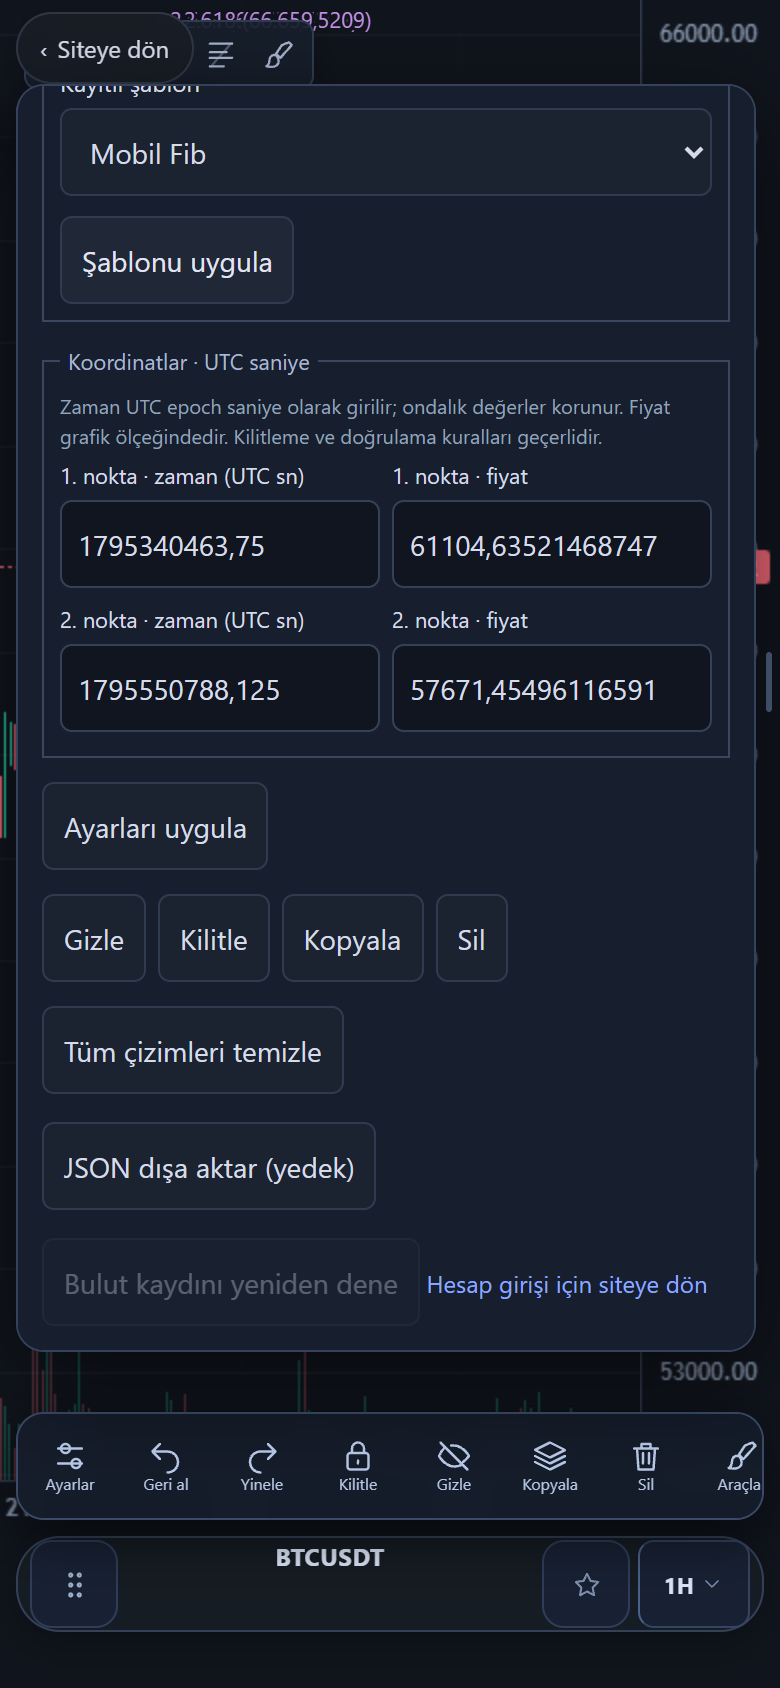 ‹ Siteye dön
66000.00
Kayıtlı şablon
Mobil Fib
Şablonu uygula
Koordinatlar · UTC saniye
Zaman UTC epoch saniye olarak girilir; ondalık değerler korunur. Fiyat
grafik ölçeğindedir. Kilitleme ve doğrulama kuralları geçerlidir.
1. nokta · zaman (UTC sn) 1. nokta · fiyat
1795340463,75 61104,63521468747
2. nokta · zaman (UTC sn) 2. nokta · fiyat
1795550788,125 57671,45496116591
Ayarları uygula
Gizle Kilitle Kopyala Sil
Tüm çizimleri temizle
JSON dışa aktar (yedek)
Bulut kaydını yeniden dene Hesap girişi için siteye dön
53000.00
Ayarlar Geri al Yinele Kilitle Gizle Kopyala Sil Araçla
BTCUSDT
1H